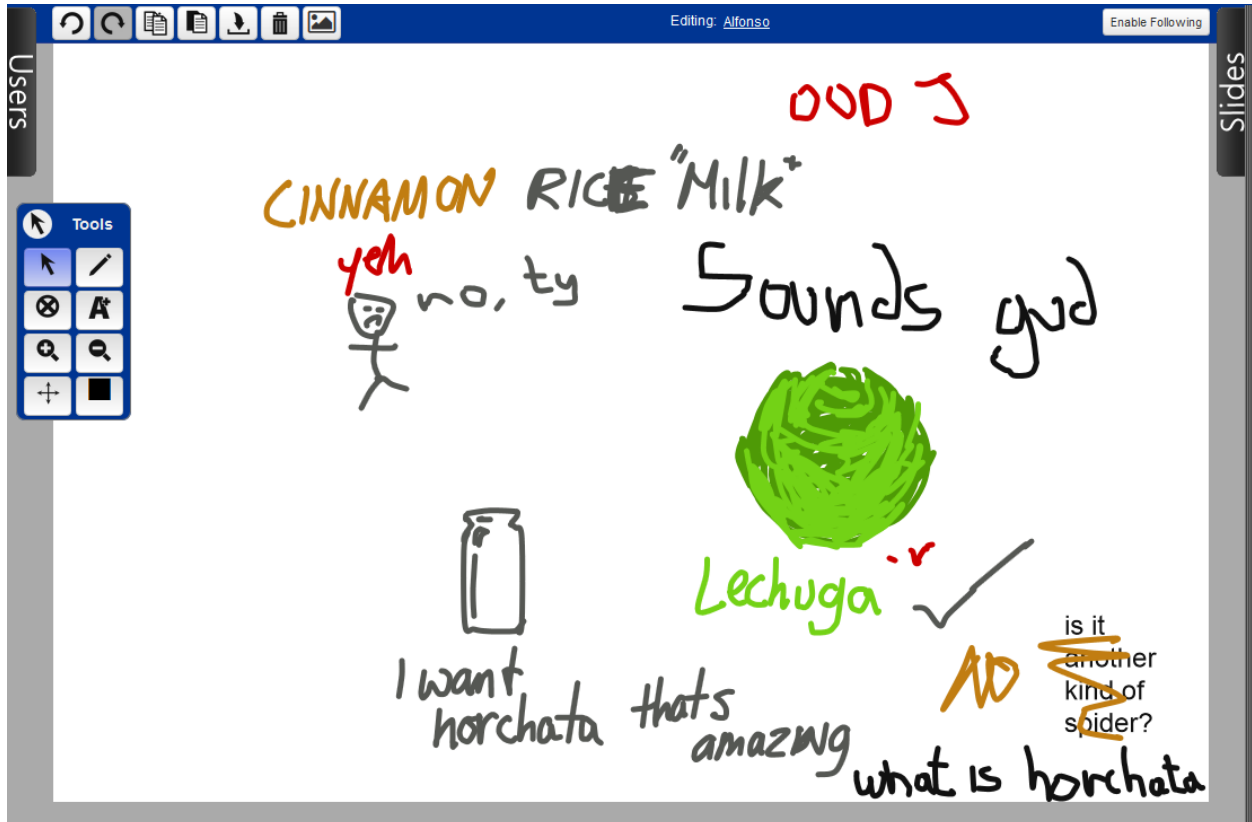 Editing: Alfonso
Enable Following
Users
Slides
Tools
OOD J
CINNAMON RICE "Milk"
yeh
no, ty
Sounds gud
Lechuga
I want
horchata thats
amazing
NO
is it
another
kind of
spider?
what is horchata